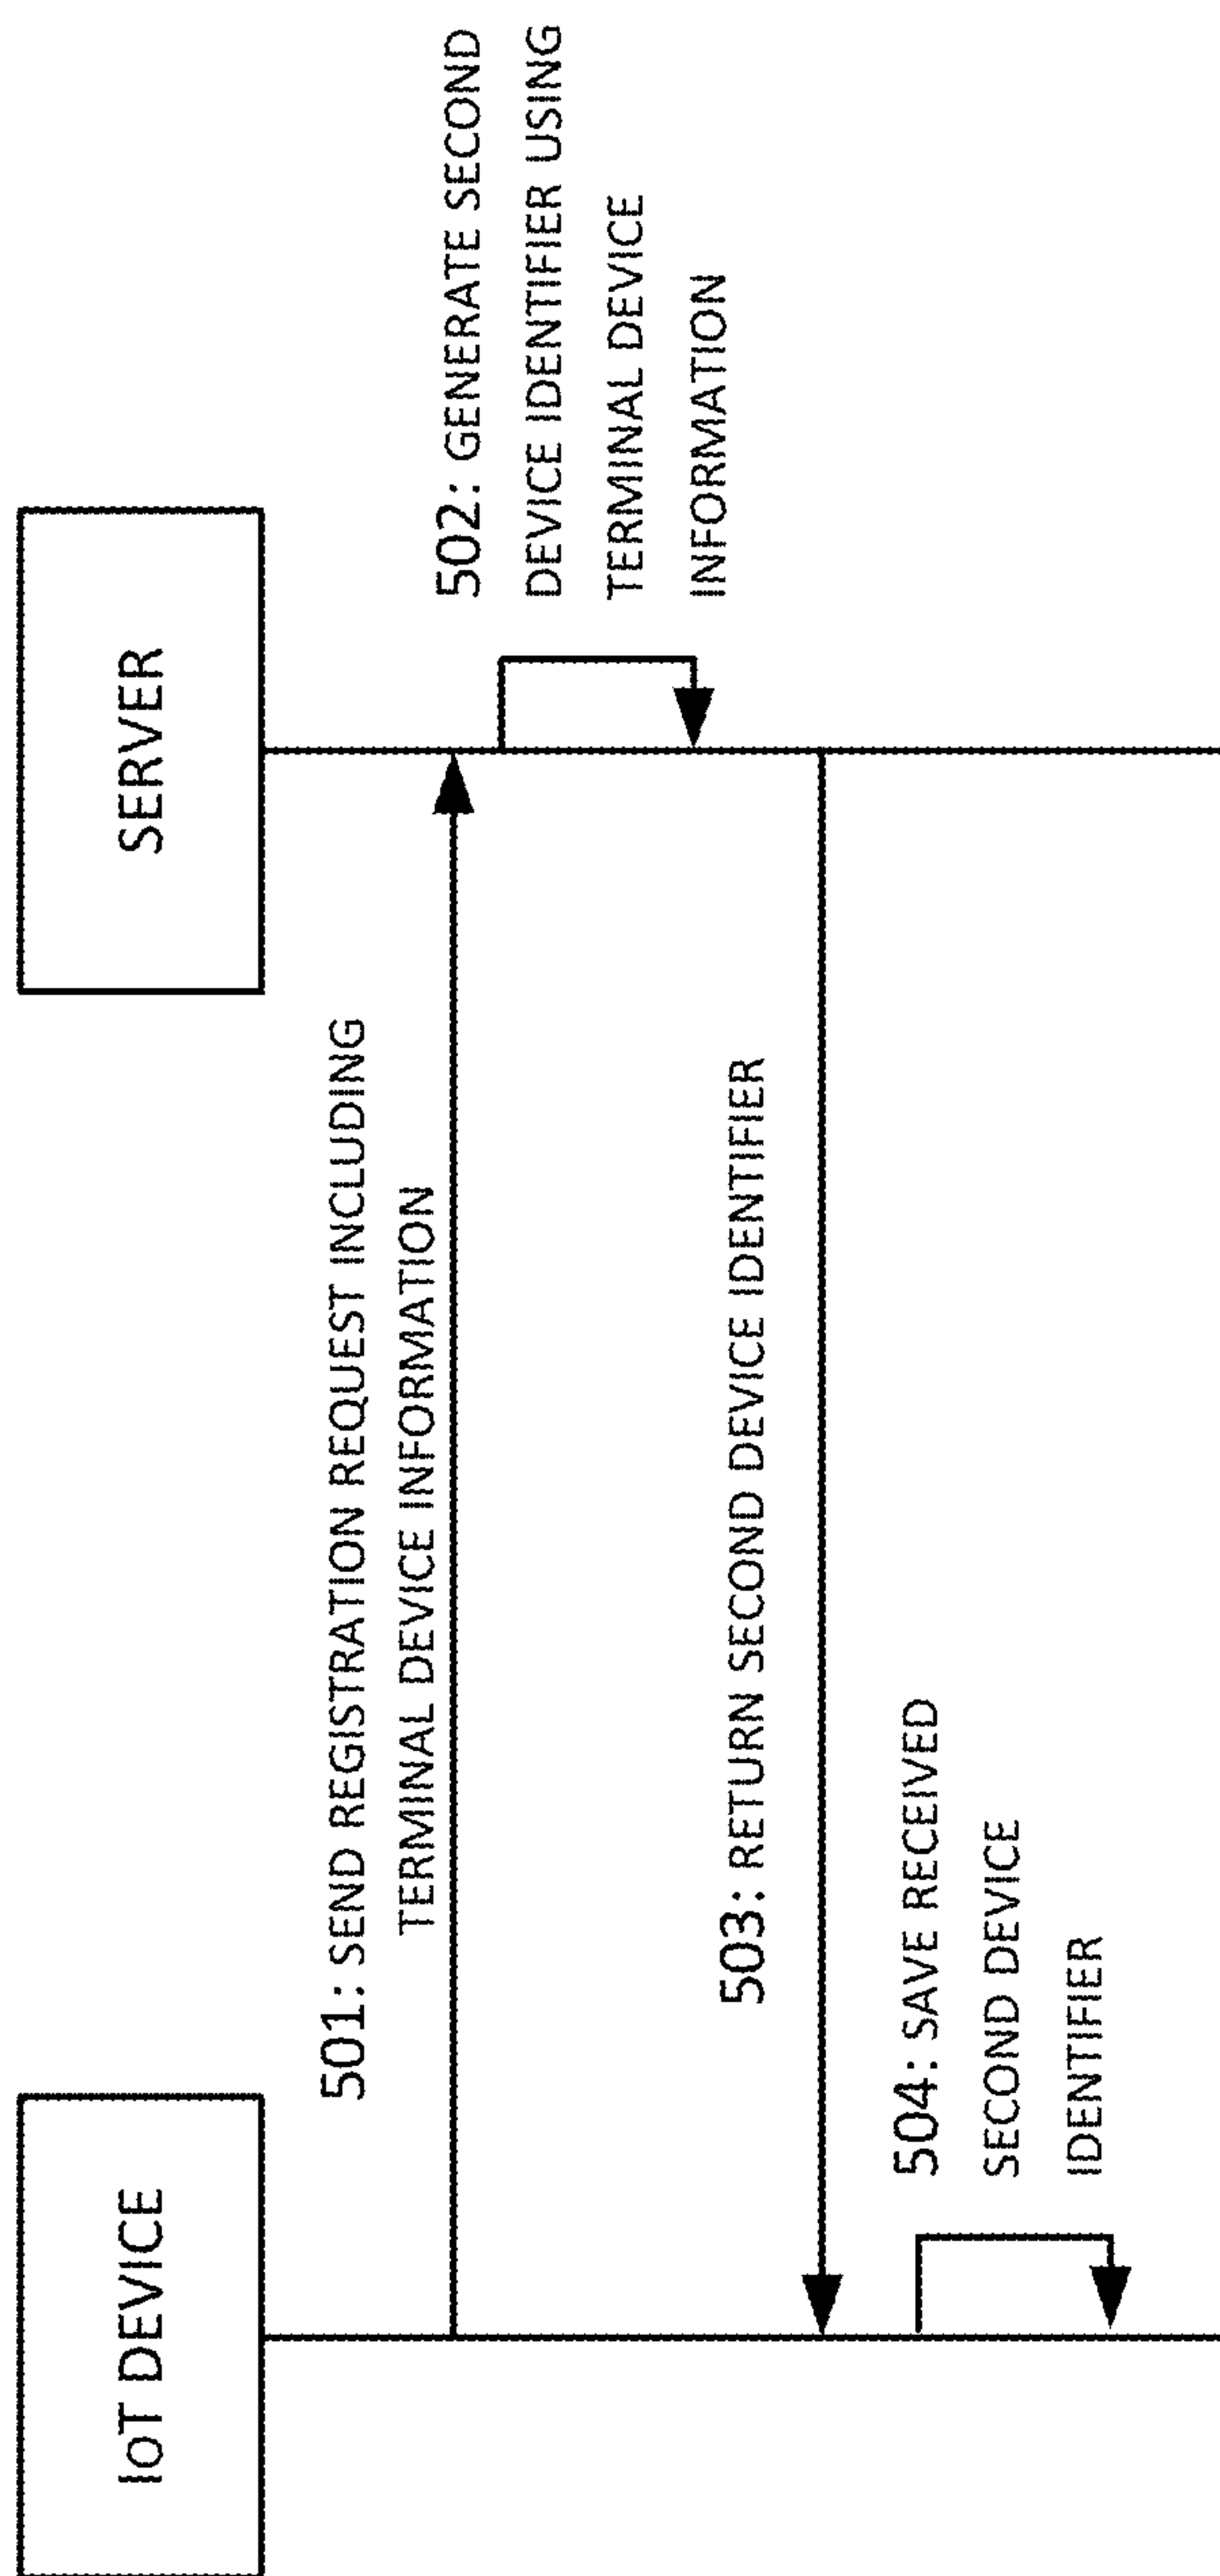 IoT DEVICE
SERVER
501: SEND REGISTRATION REQUEST INCLUDING
TERMINAL DEVICE INFORMATION
502: GENERATE SECOND
DEVICE IDENTIFIER USING
TERMINAL DEVICE
INFORMATION
503: RETURN SECOND DEVICE IDENTIFIER
504: SAVE RECEIVED
SECOND DEVICE
IDENTIFIER